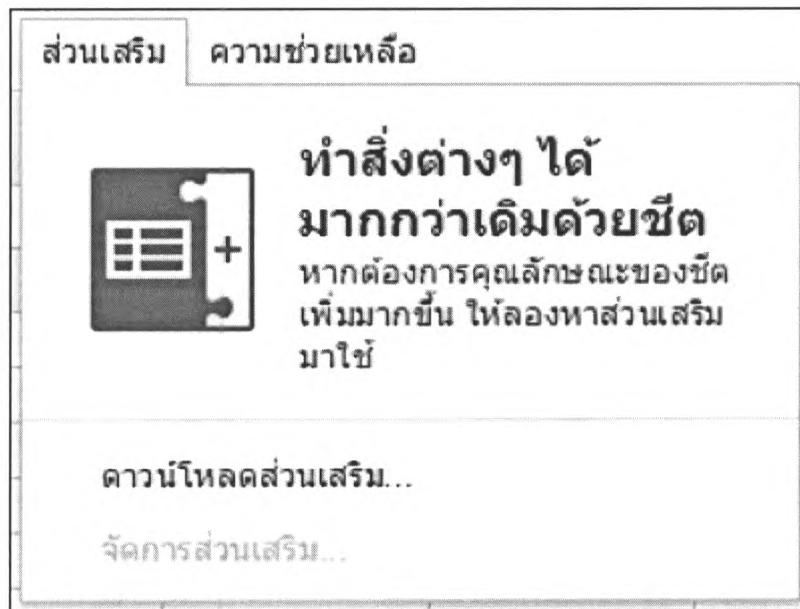 ส่วนเสริม ความช่วยเหลือ
ทำสิ่งต่างๆ ได้
มากกว่าเดิมด้วยชีต
หากต้องการคุณลักษณะของชีต
เพิ่มมากขึ้น ให้ลองหาส่วนเสริม
มาใช้
ดาวน์โหลดส่วนเสริม...
จัดการส่วนเสริม...